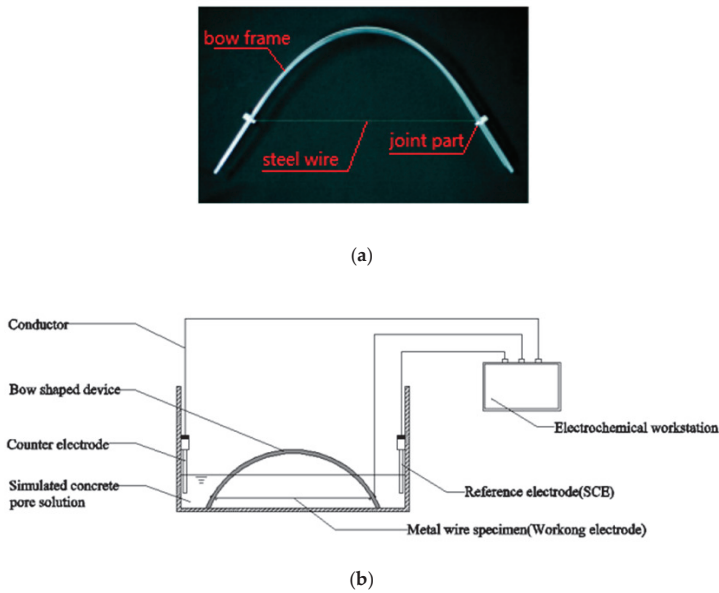 bow frame
joint part
steel wire
(a)
Conductor
Bow shaped device
Counter electrode
Simulated concrete
pore solution
Electrochemical workstation
Reference electrode(SCE)
Metal wire specimen(Workong electrode)
(b)